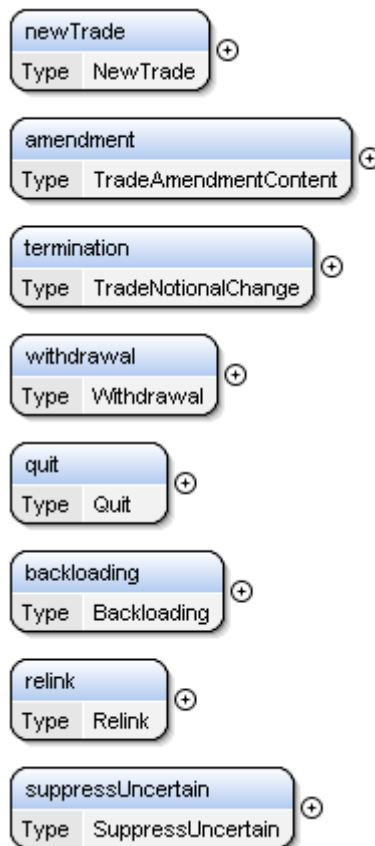 newTrade
Type NewTrade
amendment
Type TradeAmendmentContent
termination
Type TradeNotionalChange
withdrawal
Type Withdrawal
quit
Type Quit
backloading
Type Backloading
relink
Type Relink
suppressUncertain
Type SuppressUncertain